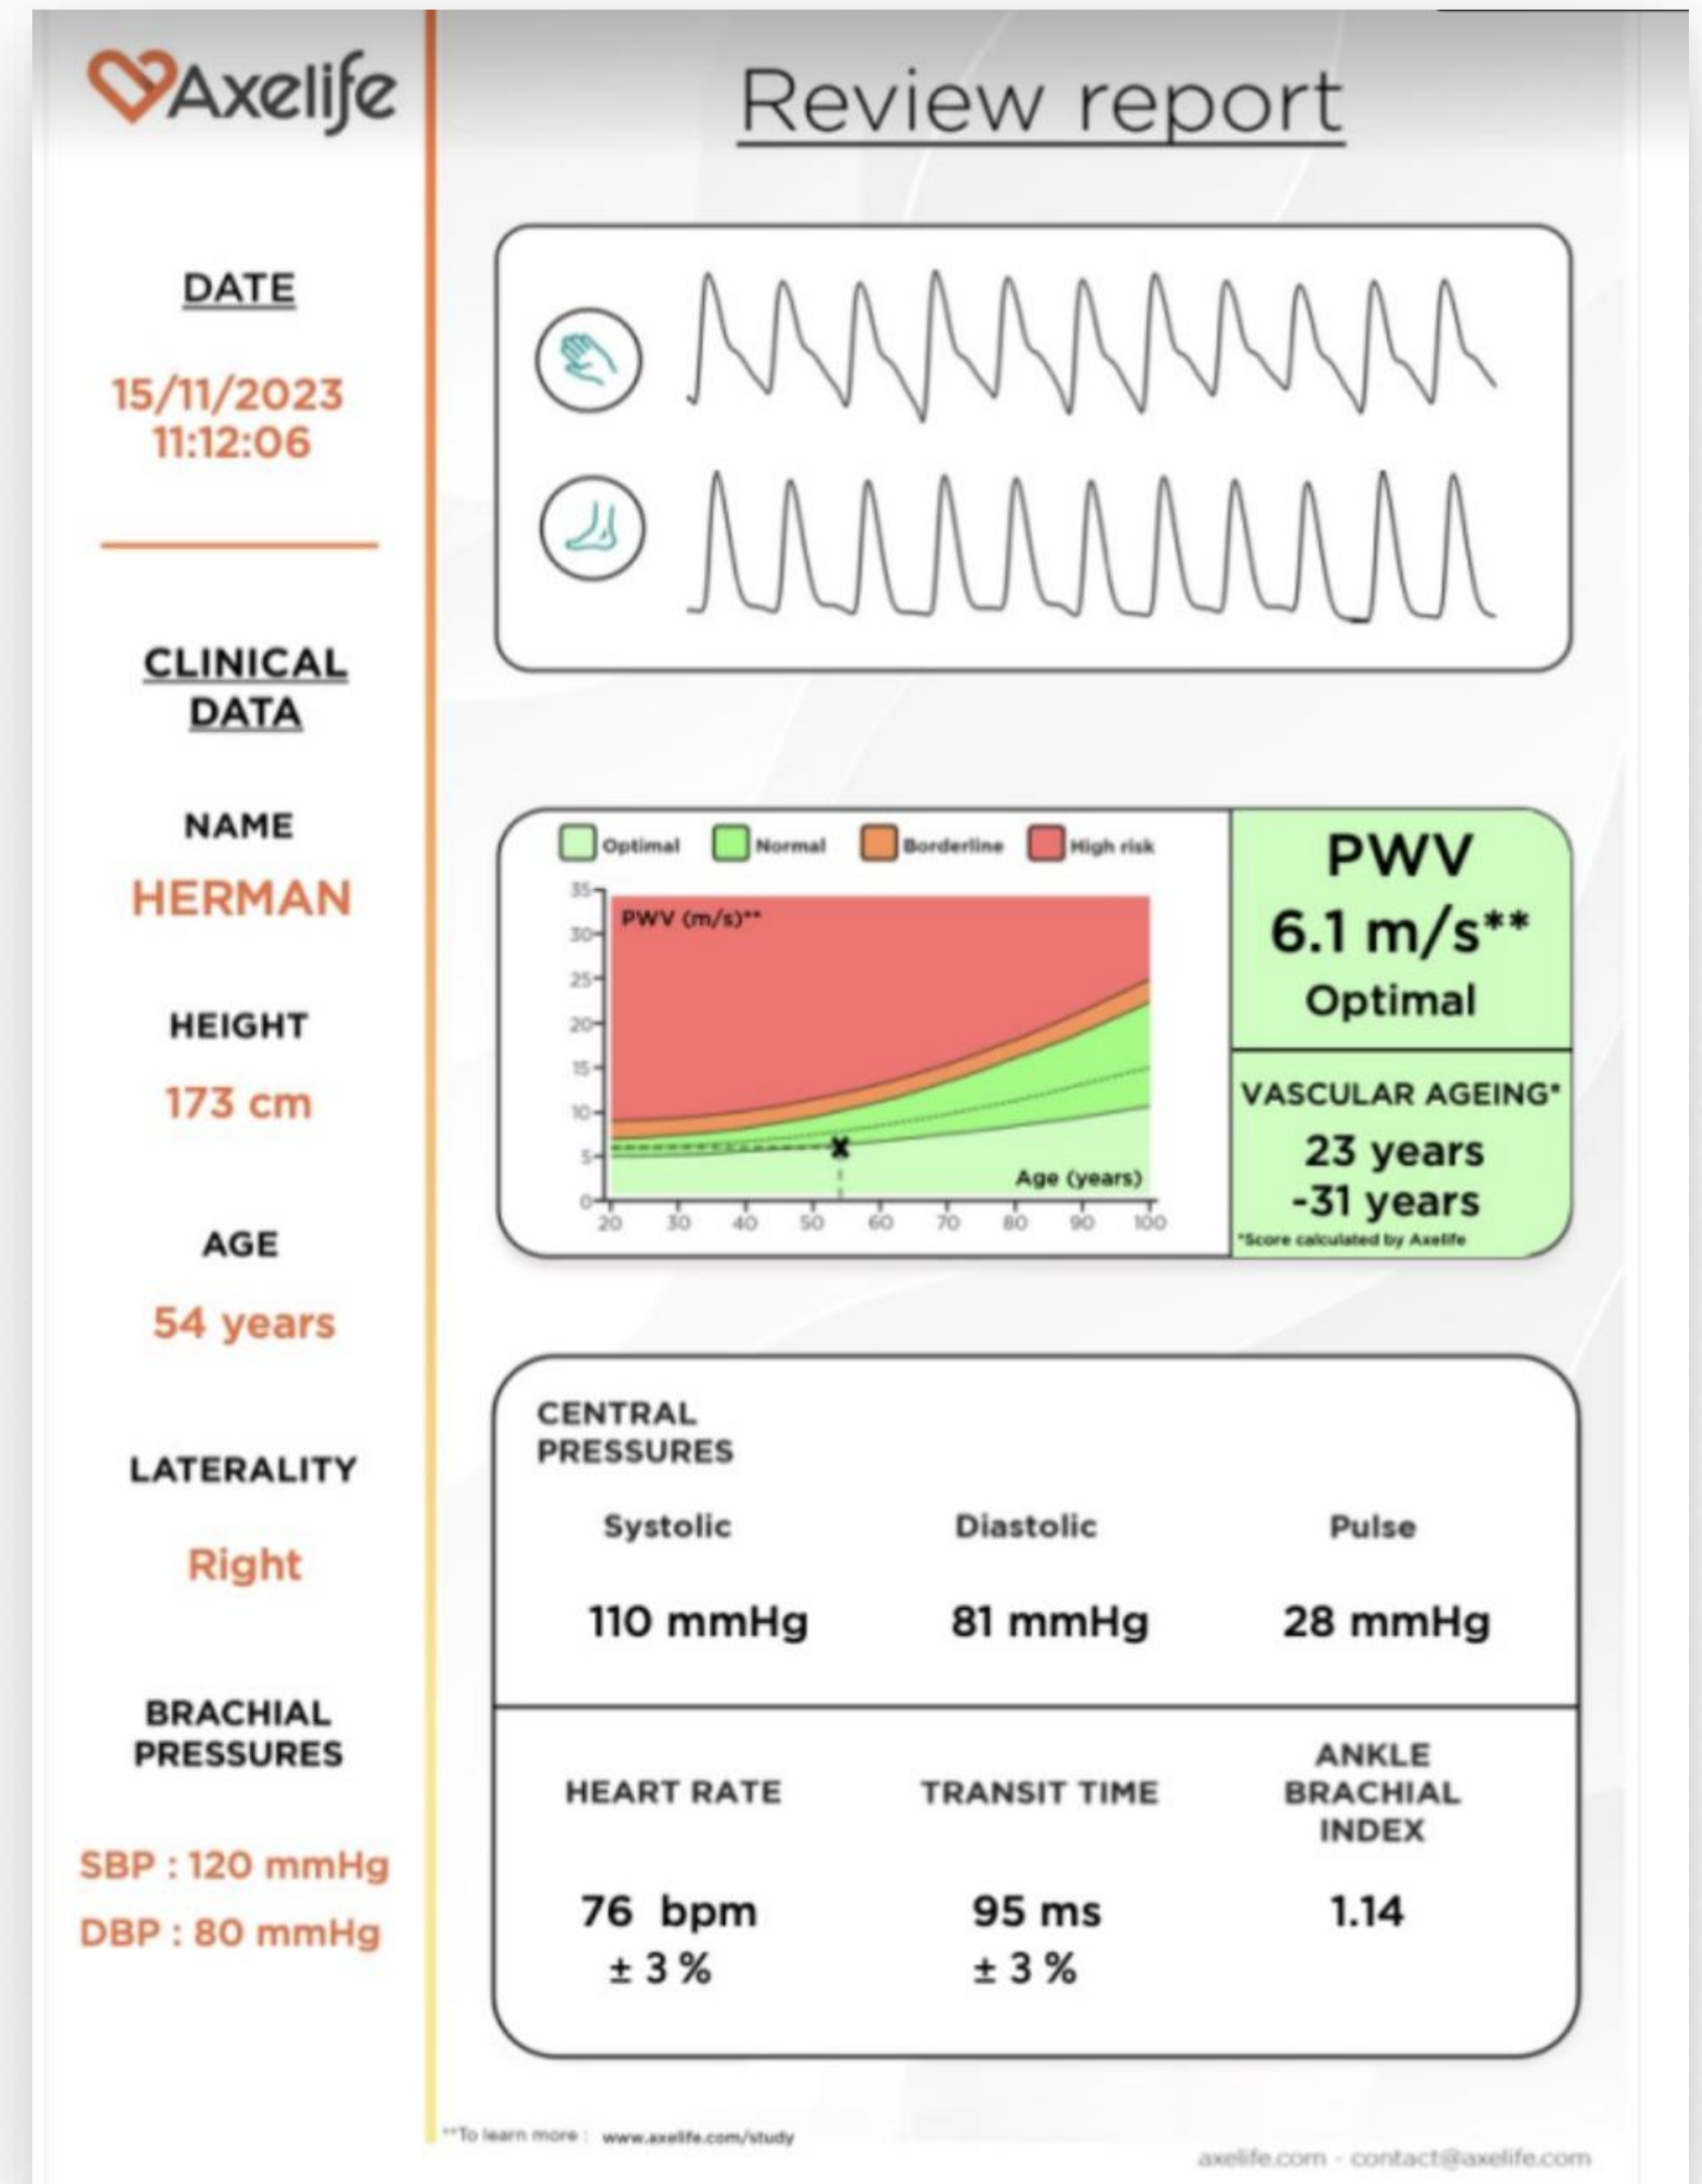 Axelife
Review report
DATE
15/11/2023
11:12:06
CLINICAL
DATA
NAME
HERMAN
HEIGHT
173 cm
AGE
54 years
LATERALITY
Right
BRACHIAL
PRESSURES
SBP : 120 mmHg
DBP : 80 mmHg
Optimal Normal Borderline High risk
35
PWV (m/s)**
30
25
20
15
10
5
0
Age (years)
20 30 40 50 60 70 80 90 100
PWV
6.1 m/s**
Optimal
VASCULAR AGEING*
23 years
-31 years
*Score calculated by Axelife
CENTRAL
PRESSURES
Systolic Diastolic Pulse
110 mmHg 81 mmHg 28 mmHg
HEART RATE
76 bpm
± 3 %
TRANSIT TIME
95 ms
± 3 %
ANKLE
BRACHIAL
INDEX
1.14
**To learn more : www.axelife.com/study
axelife.com - contact@axelife.com